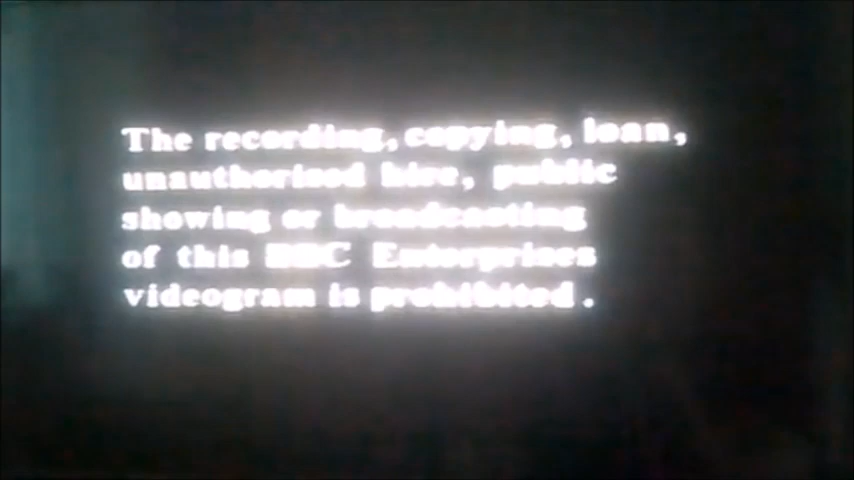 The recording, copying, loan,
unauthorised hire, public
showing or broadcasting
of this BBC Enterprises
videogram is prohibited.